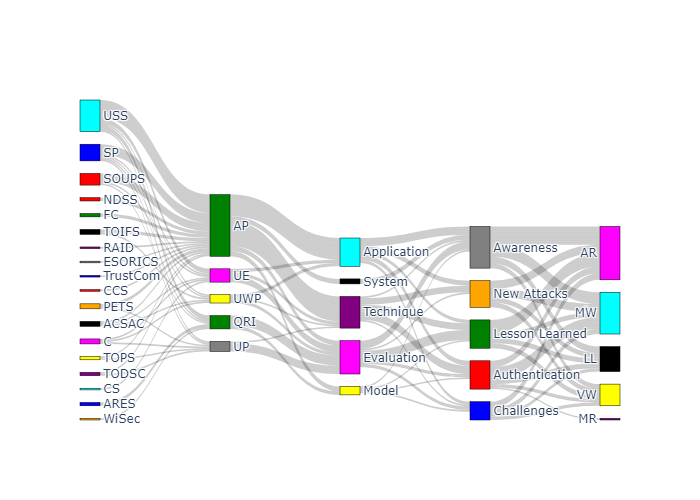 USS
SP
SOUPS
NDSS
FC
TOIFS
RAID
ESORICS
TrustCom
CCS
PETS
ACSAC
C
TOPS
TODSC
CS
ARES
WiSec
AP
UE
UWP
QRI
UP
Application
System
Technique
Evaluation
Model
Awareness
New Attacks
Lesson Learned
Authentication
Challenges
AR
MW
LL
VW
MR